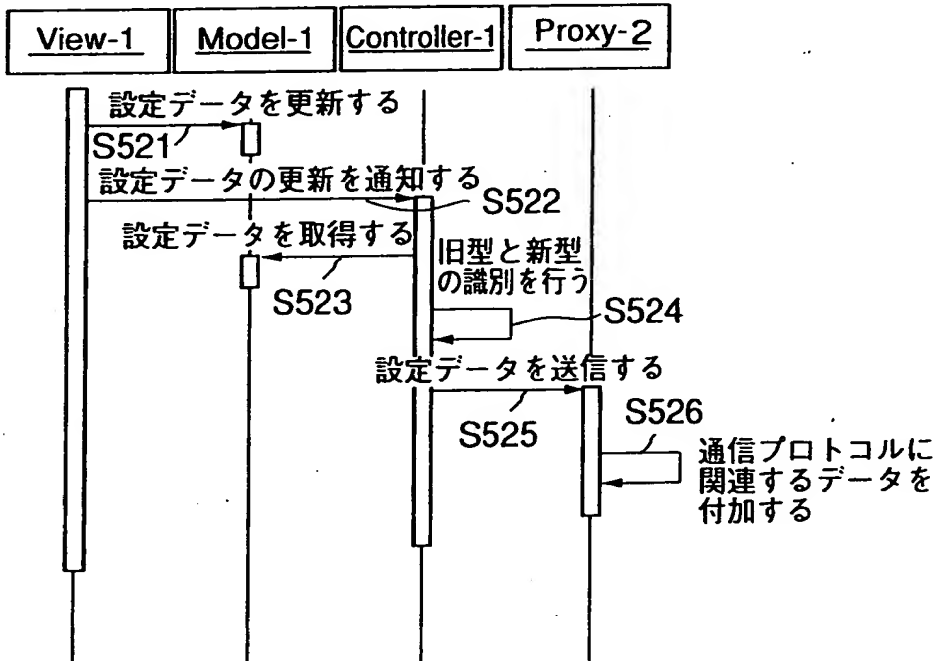 View-1
Model-1
Controller-1
Proxy-2
設定データを更新する
S521
設定データの更新を通知する
S522
設定データを取得する
S523
旧型と新型
の識別を行う
S524
設定データを送信する
S525
S526
通信プロトコルに
関連するデータを
付加する